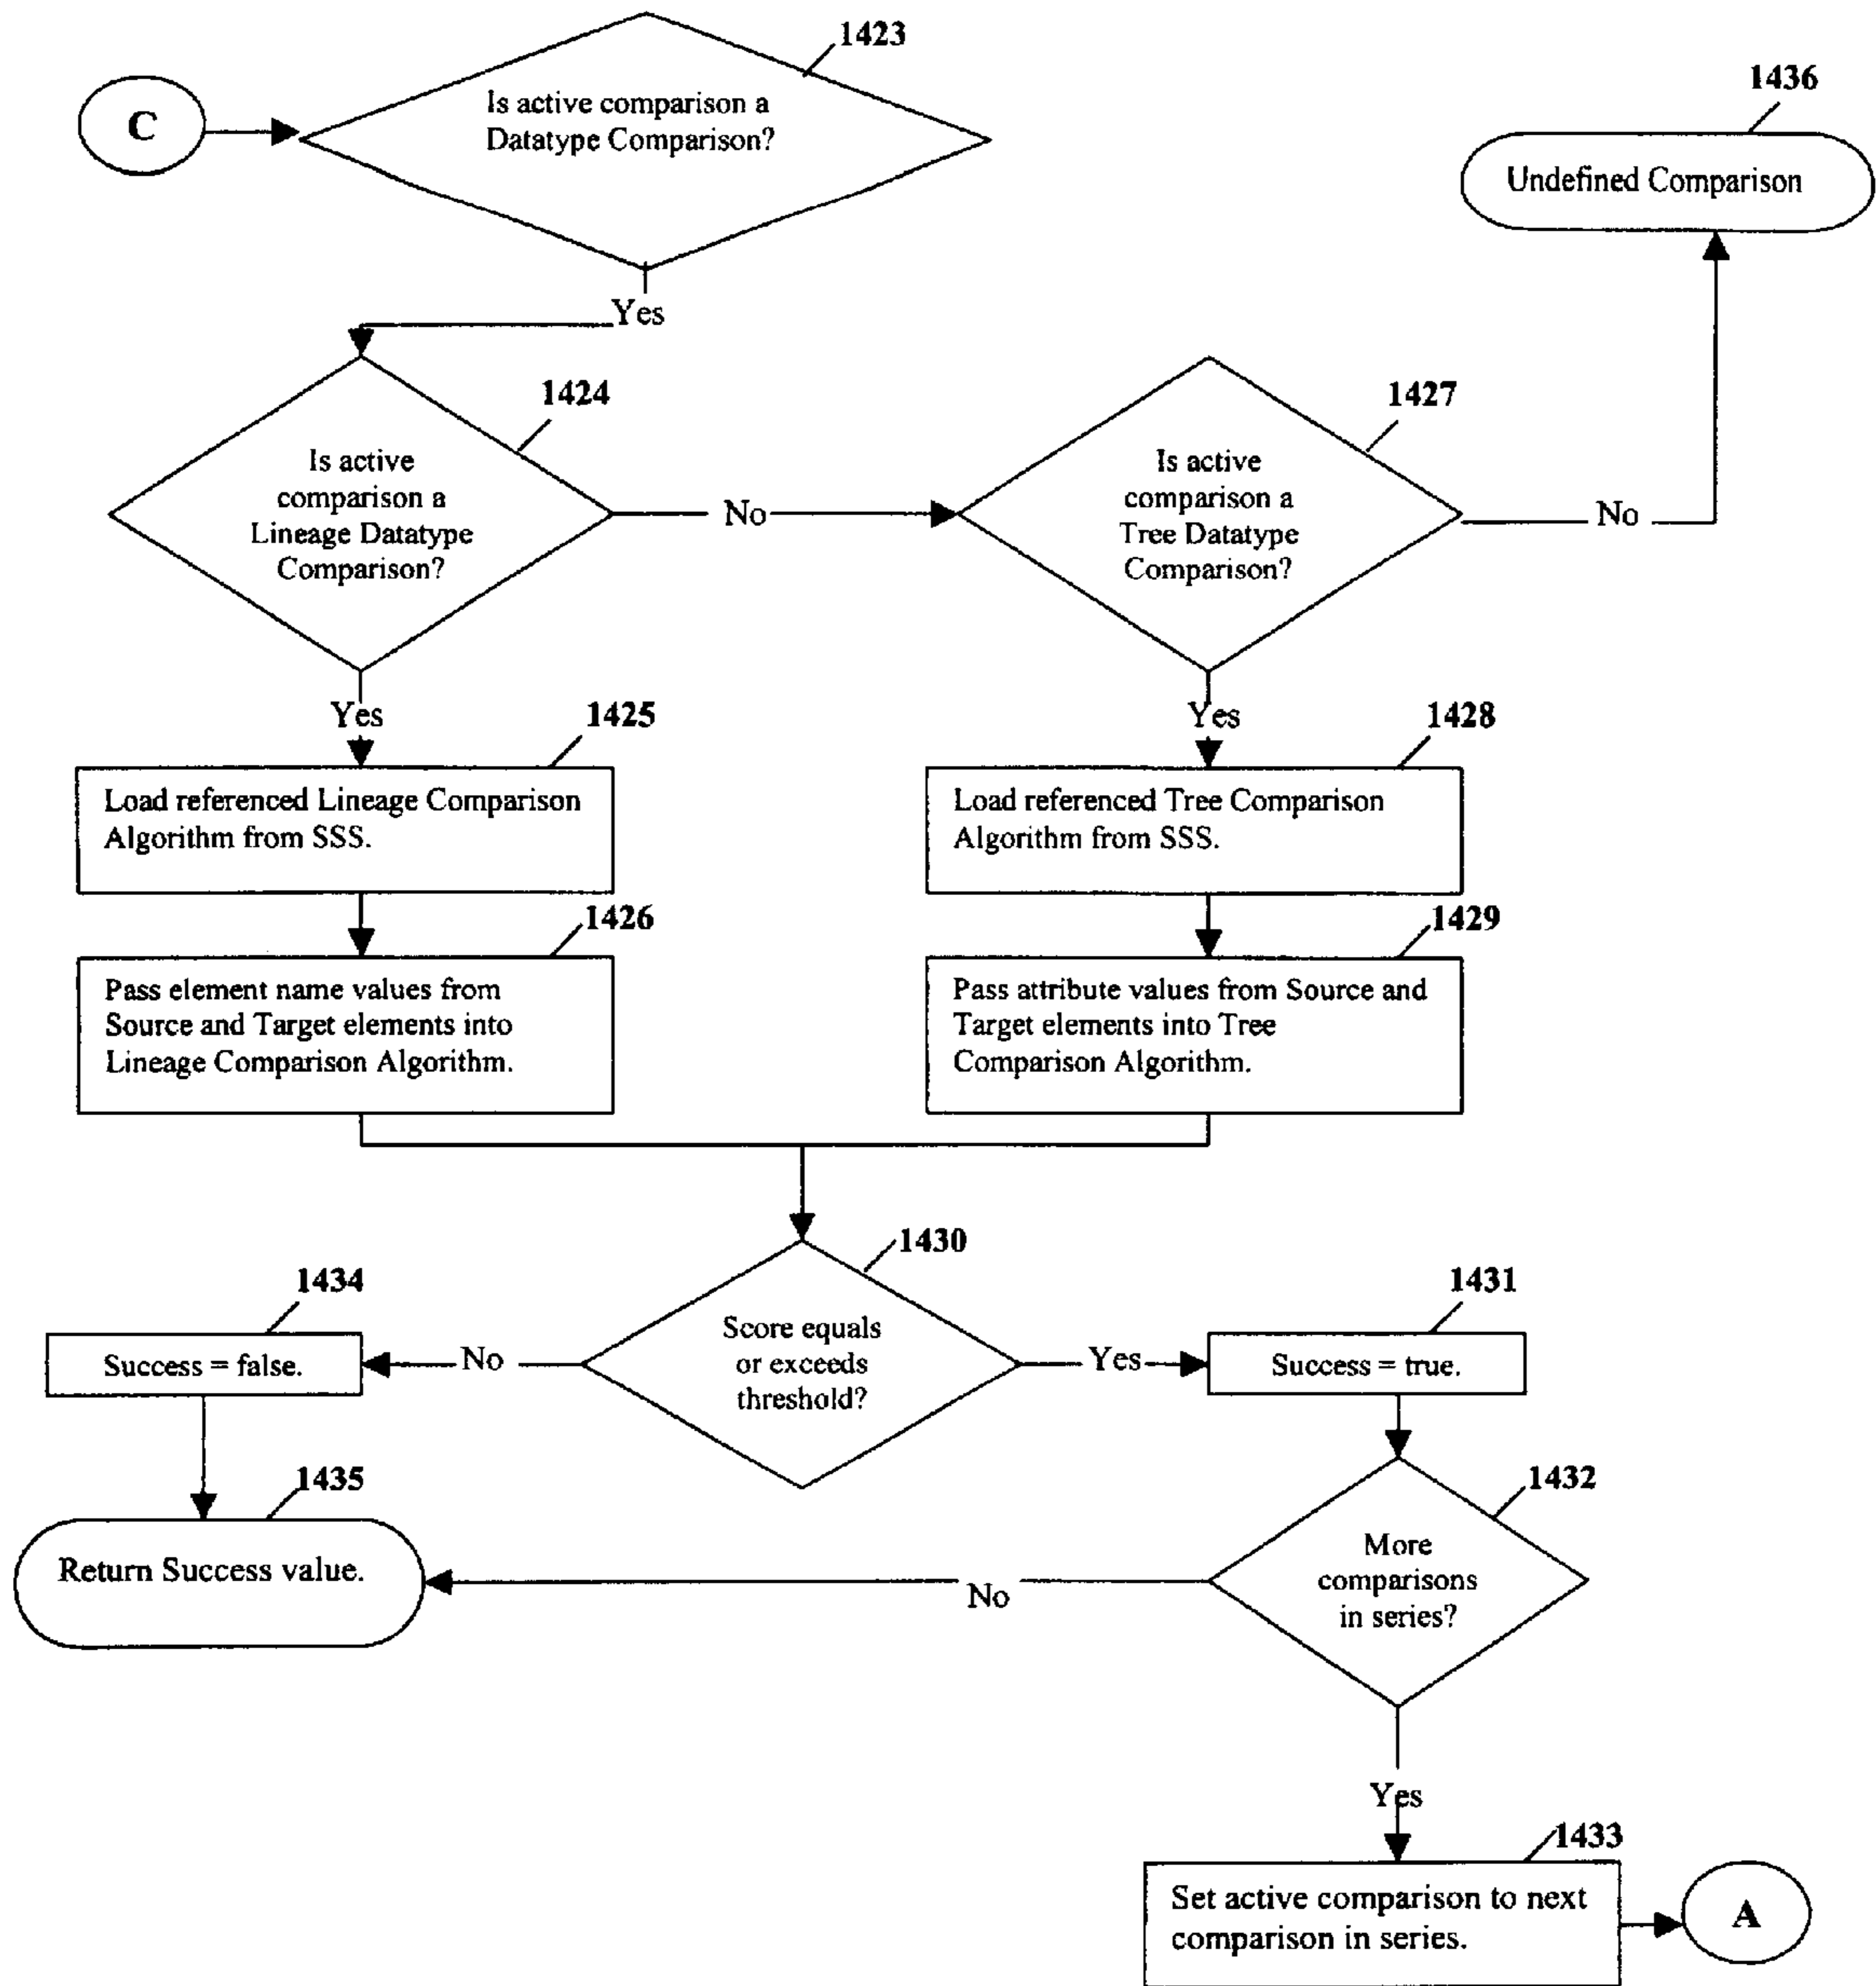 1423
C
Is active comparison a
Datatype Comparison?
1436
Undefined Comparison
Yes
1424
Is active
comparison a
Lineage Datatype
Comparison?
No
1427
Is active
comparison a
Tree Datatype
Comparison?
No
Yes
1425
Load referenced Lineage Comparison
Algorithm from SSS.
Yes
1428
Load referenced Tree Comparison
Algorithm from SSS.
1426
Pass element name values from
Source and Target elements into
Lineage Comparison Algorithm.
1429
Pass attribute values from Source and
Target elements into Tree
Comparison Algorithm.
1430
Score equals
or exceeds
threshold?
1434
Success = false.
No
Yes
1431
Success = true.
1435
Return Success value.
1432
More
comparisons
in series?
No
Yes
1433
Set active comparison to next
comparison in series.
A